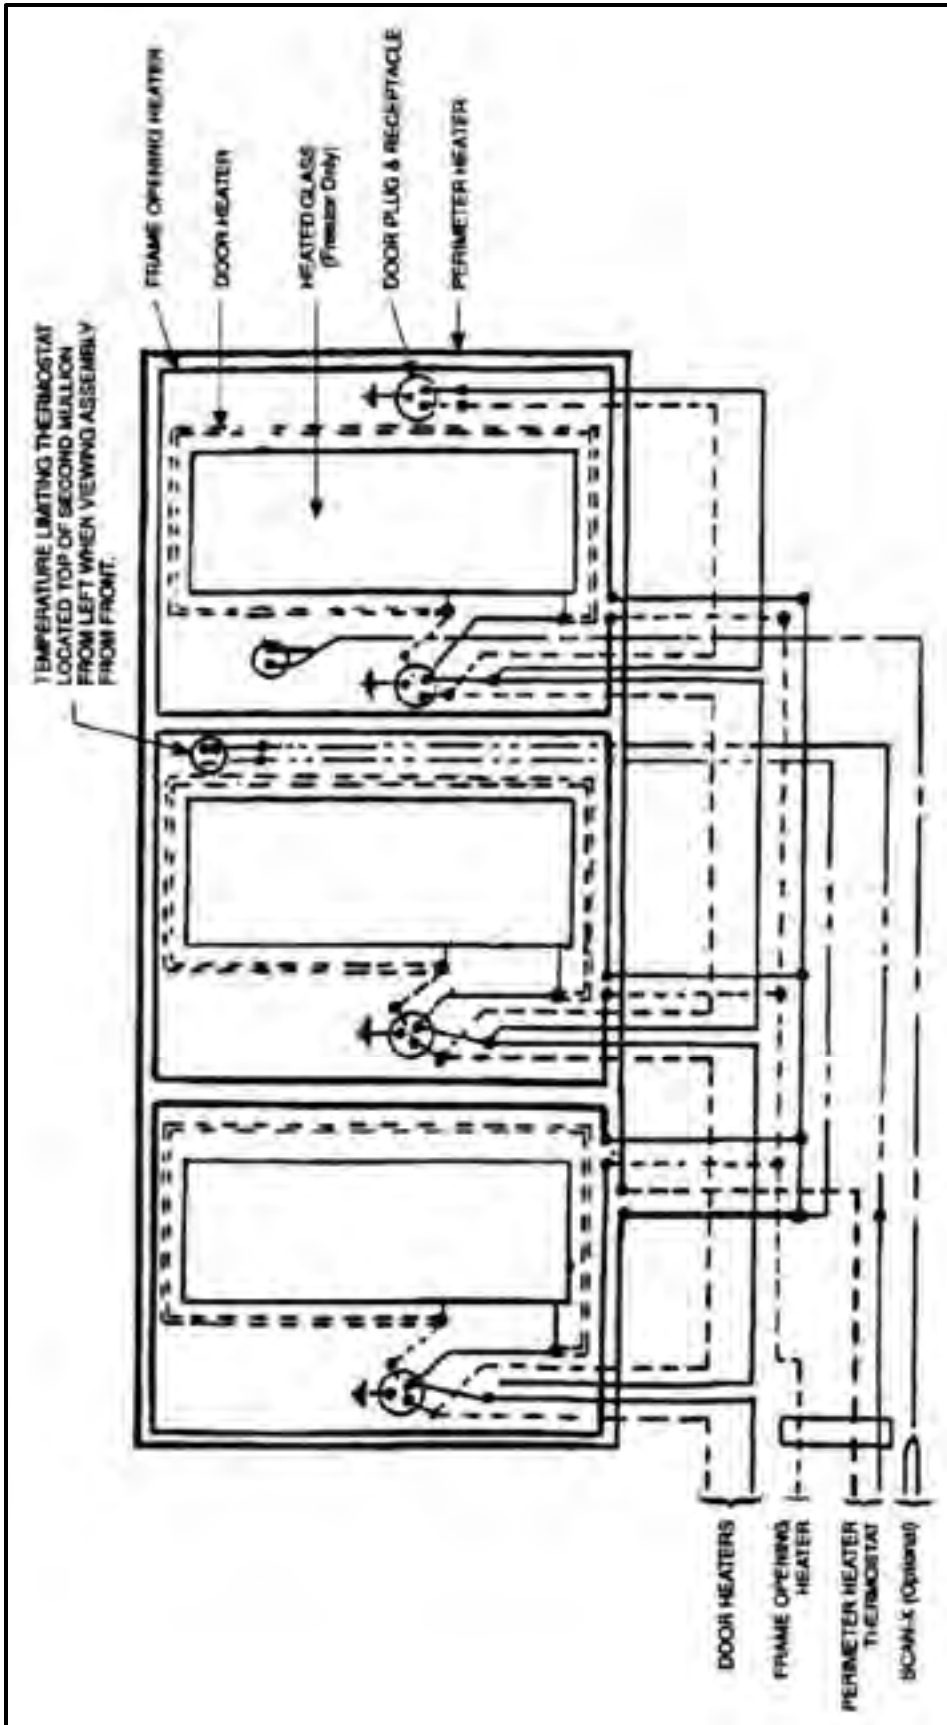 TEMPERATURE LIMITING THERMOSTAT
LOCATED TOP OF SECOND MULLION
FROM LEFT WHEN VIEWING ASSEMBLY
FROM FRONT.
FRAME OPENING HEATER
DOOR HEATER
HEATED GLASS
(Freezer Only)
DOOR PLUG & RECEPTACLE
PERIMETER HEATER
DOOR HEATERS
FRAME OPENING
HEATER
PERIMETER HEATER
THERMOSTAT
SCAN-X (Optional)